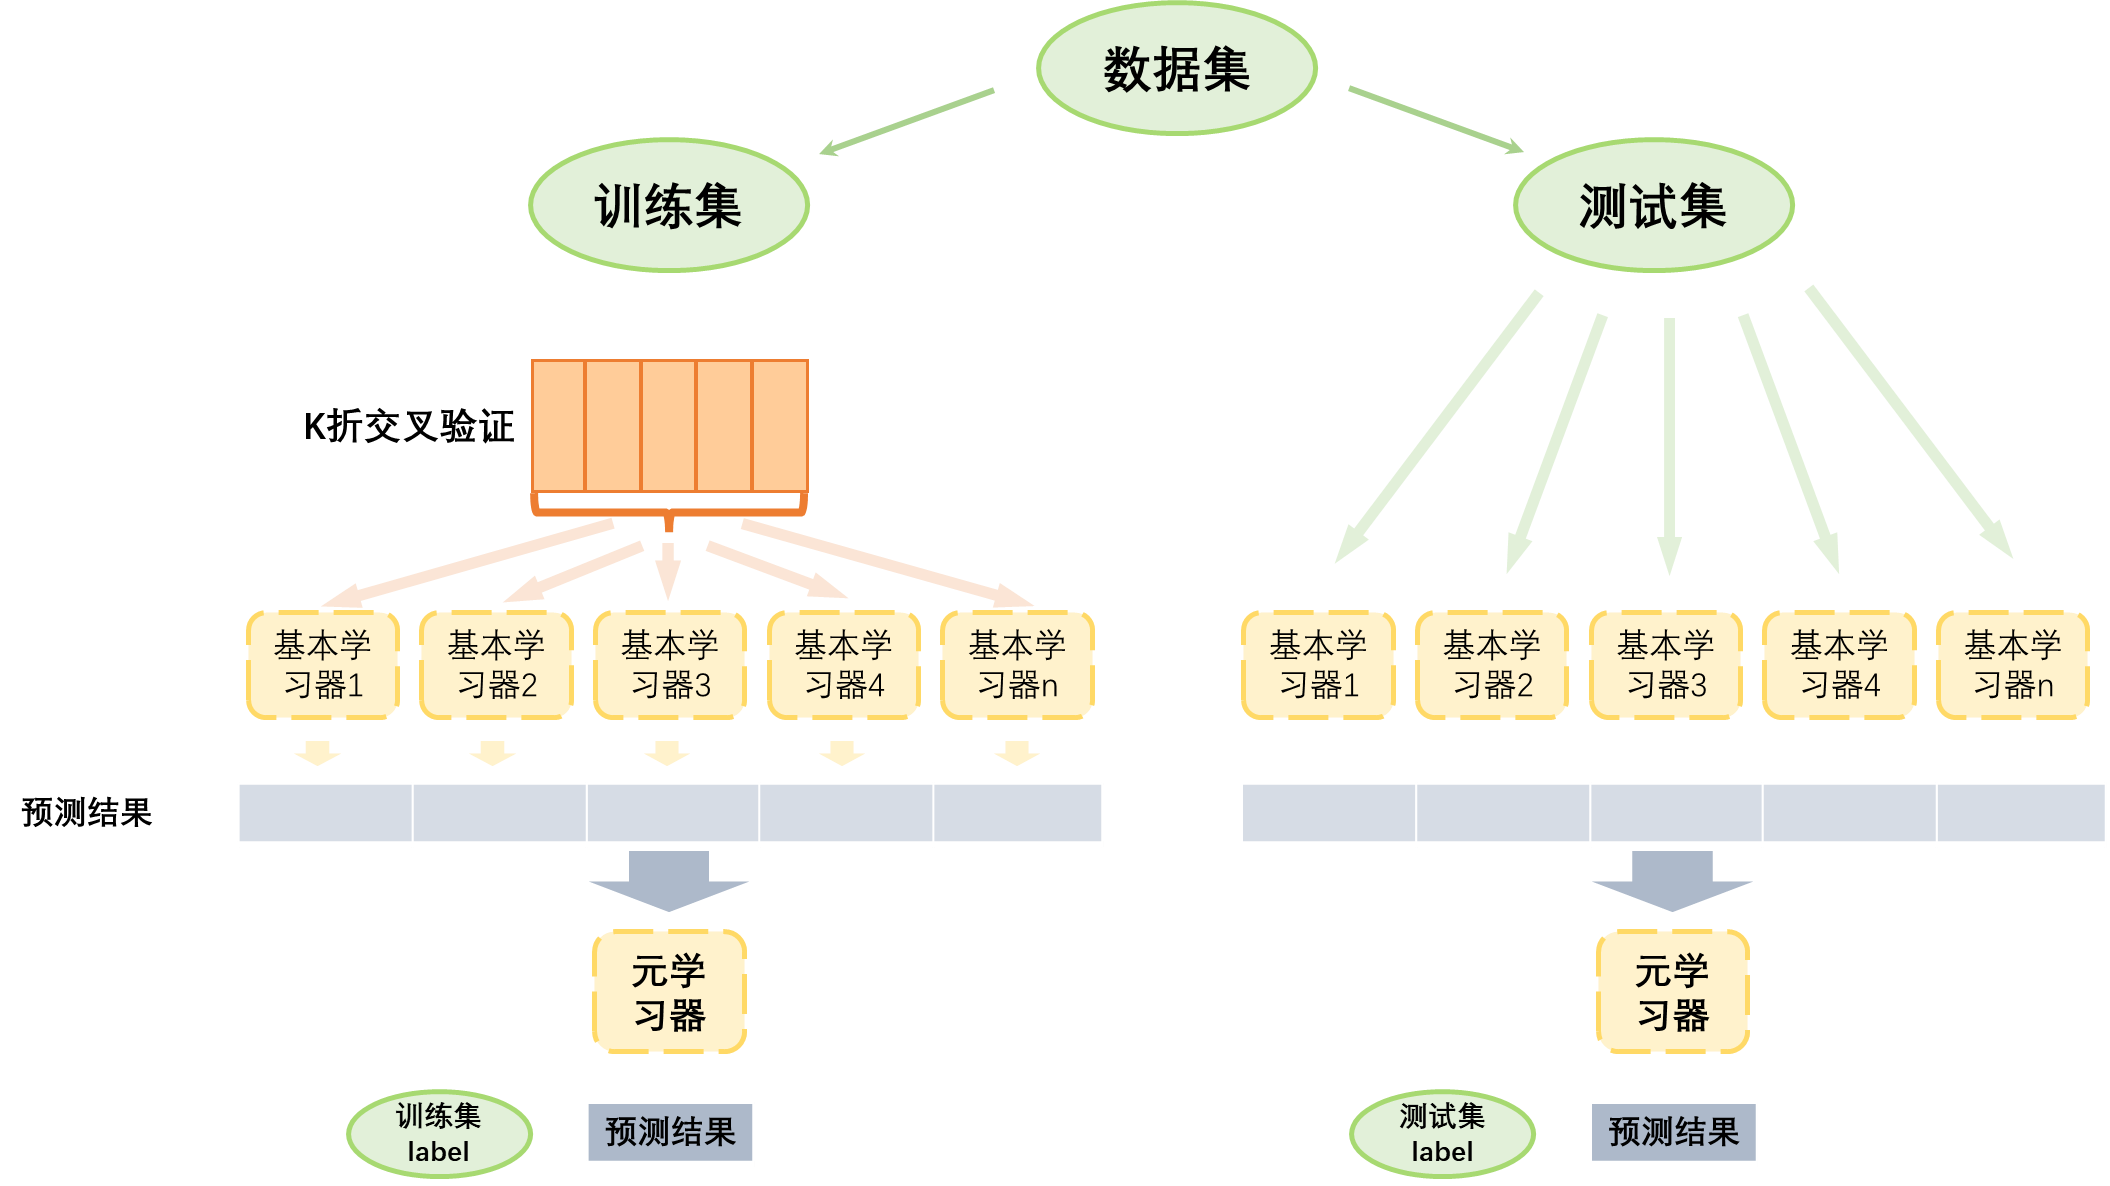 数据集
训练集
测试集
K折交叉验证
基本学
习器1
基本学
习器2
基本学
习器3
基本学
习器4
基本学
习器n
基本学
习器1
基本学
习器2
基本学
习器3
基本学
习器4
基本学
习器n
预测结果
元学
习器
元学
习器
训练集
label
预测结果
测试集
label
预测结果